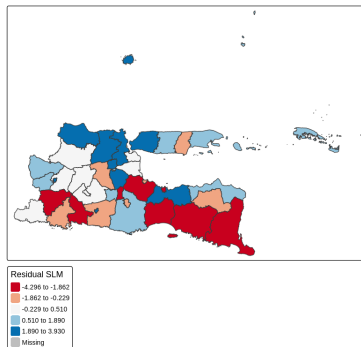 Residual SLM
-4.296 to -1.862
-1.862 to -0.229
-0.229 to 0.510
0.510 to 1.890
1.890 to 3.930
Missing